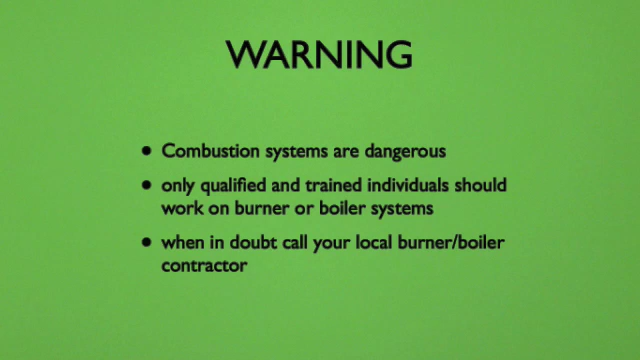 WARNING
• Combustion systems are dangerous
• only qualified and trained individuals should
work on burner or boiler systems
• when in doubt call your local burner/boiler
contractor